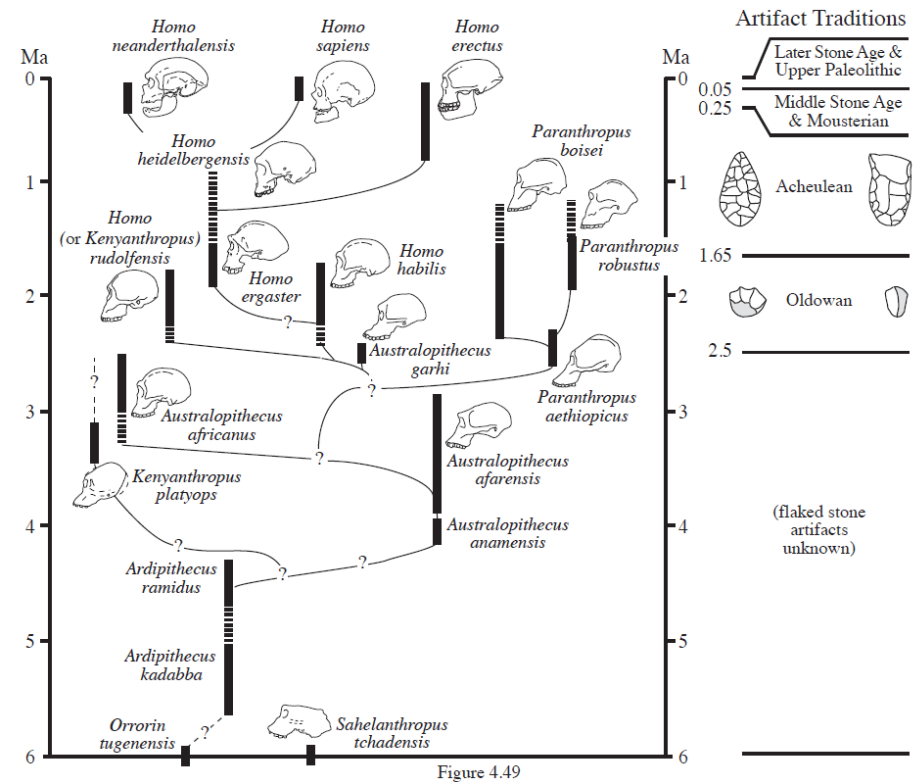 Homo
neanderthalensis
Homo
sapiens
Homo
erectus
Artifact Traditions
Ma
Ma
Later Stone Age &
Upper Paleolithic
0
0
0.05
0.25
Middle Stone Age
& Mousterian
Homo
heidelbergensis
Paranthropus
boisei
1
1
Acheulean
Homo
(or Kenyanthropus)
rudolfensis
Homo
ergaster
Homo
habilis
Paranthropus
robustus
1.65
2
2
Oldowan
?
Australopithecus
garhi
2.5
?
?
Paranthropus
aethiopicus
3
3
Australopithecus
africanus
?
Kenyanthropus
platyops
Australopithecus
afarensis
4
4
Australopithecus
anamensis
(flaked stone
artifacts
unknown)
?
?
?
Ardipithecus
ramidus
5
5
Ardipithecus
kadabba
Orrorin
tugenensis
?
Sahelanthropus
tchadensis
6
6
Figure 4.49